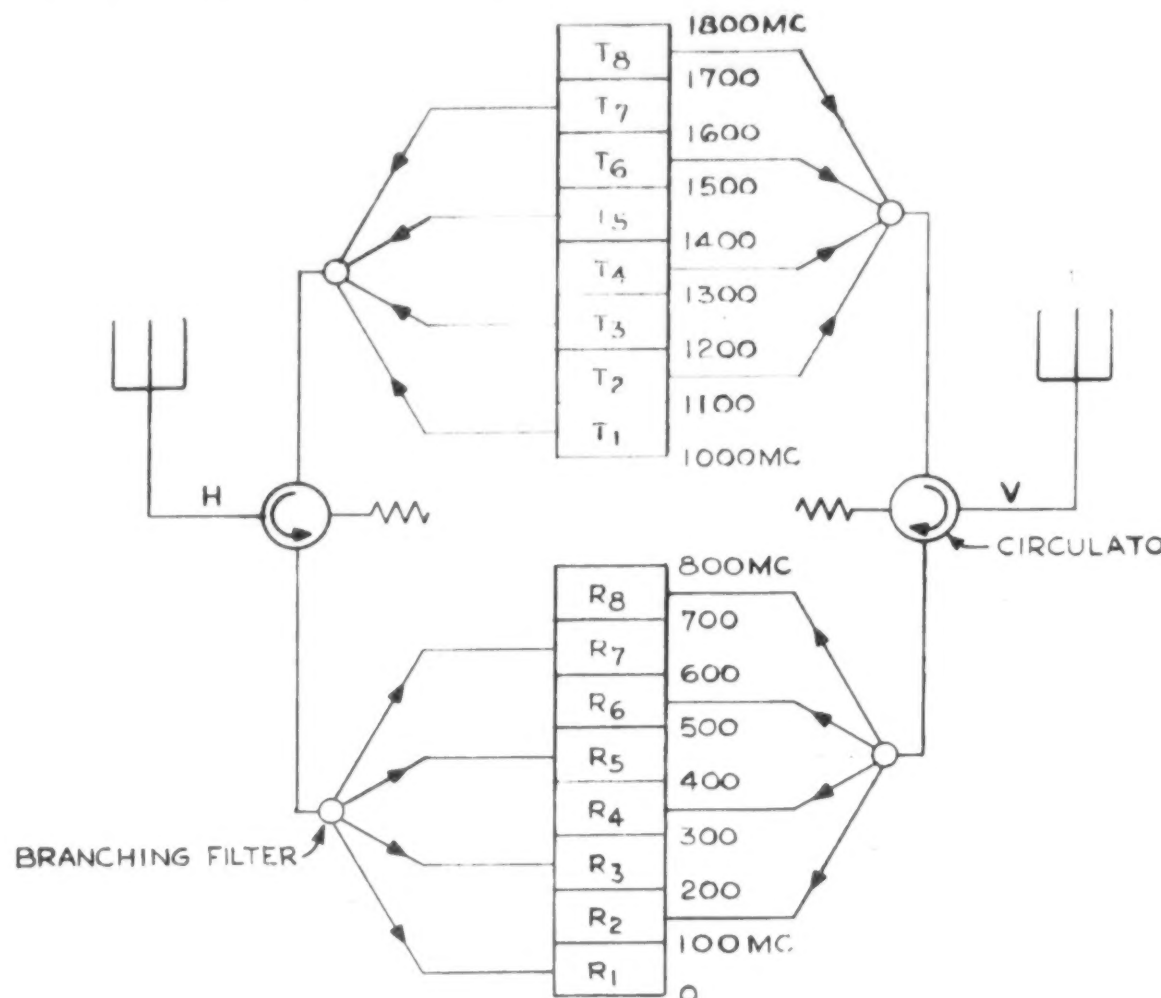 1800MC
T8
1700
T7
1600
T6
1500
T5
1400
T4
1300
T3
1200
T2
1100
T1
1000MC
H
V
CIRCULATO
800MC
R8
700
R7
600
R6
500
R5
400
R4
300
BRANCHING FILTER
R3
200
R2
100MC
R1
0